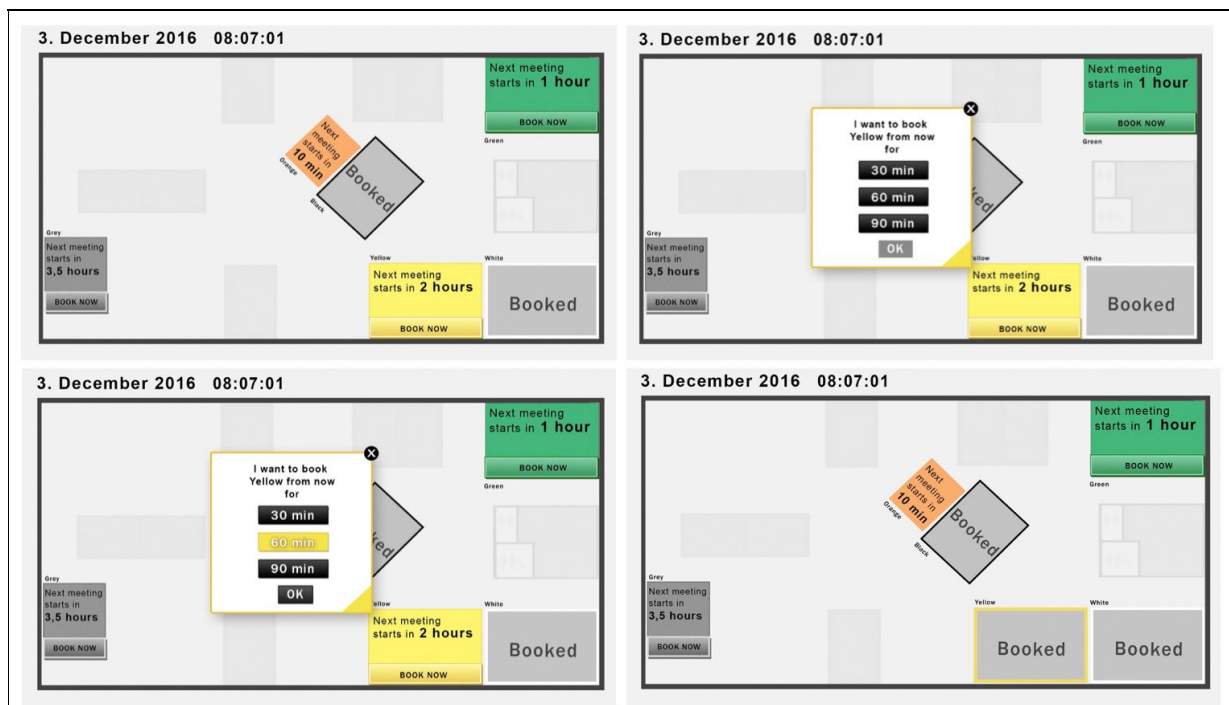 3. December 2016 08:07:01
Next meeting
starts in 1 hour
BOOK NOW
Green
Next
meeting
starts in
10 min
Orange
Booked
Black
Grey
Next meeting
starts in
3,5 hours
BOOK NOW
Yellow
Next meeting
starts in 2 hours
BOOK NOW
White
Booked
3. December 2016 08:07:01
Next meeting
starts in 1 hour
BOOK NOW
Green
I want to book
Yellow from now
for
30 min
60 min
90 min
OK
ed
Grey
Next meeting
starts in
3,5 hours
BOOK NOW
ellow
Next meeting
starts in 2 hours
BOOK NOW
White
Booked
3. December 2016 08:07:01
Next meeting
starts in 1 hour
BOOK NOW
Green
I want to book
Yellow from now
for
30 min
60 min
90 min
OK
ked
Grey
Next meeting
starts in
3,5 hours
BOOK NOW
ellow
Next meeting
starts in 2 hours
BOOK NOW
White
Booked
3. December 2016 08:07:01
Next meeting
starts in 1 hour
BOOK NOW
Green
Next
meeting
starts in
10 min
Orange
Booked
Black
Grey
Next meeting
starts in
3,5 hours
BOOK NOW
Yellow
Booked
White
Booked